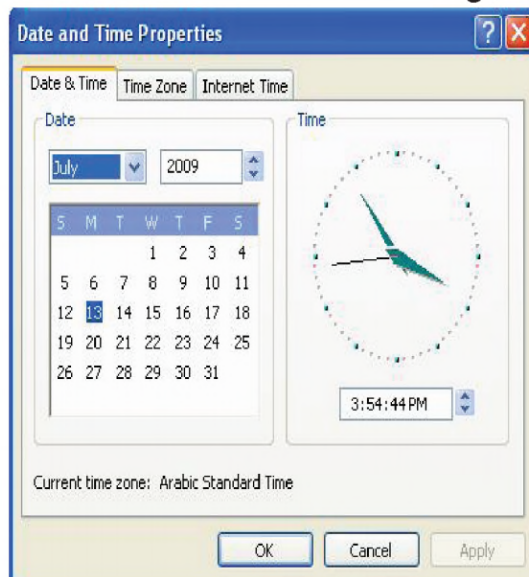 Date and Time Properties
Date & Time Time Zone Internet Time
Date
July 2009
S M T W T F S
1 2 3 4
5 6 7 8 9 10 11
12 13 14 15 16 17 18
19 20 21 22 23 24 25
26 27 28 29 30 31
Time
3:54:44 PM
Current time zone: Arabic Standard Time
OK Cancel Apply